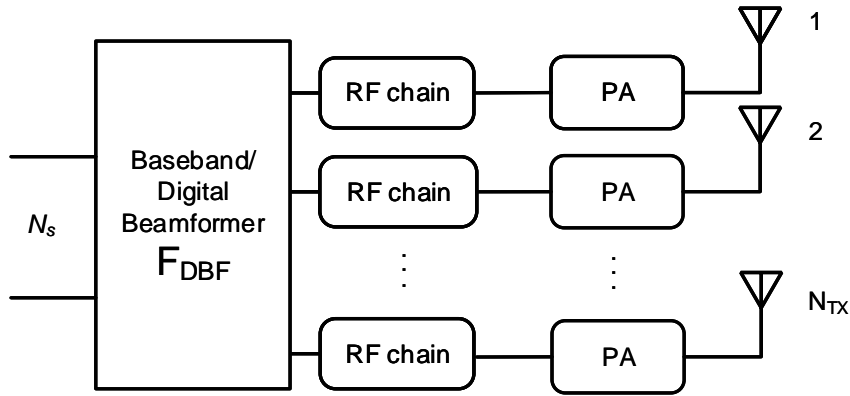 1
RF chain
PA
2
Baseband/
Digital
Beamformer
F_DBF
RF chain
PA
N_s
N_TX
RF chain
PA